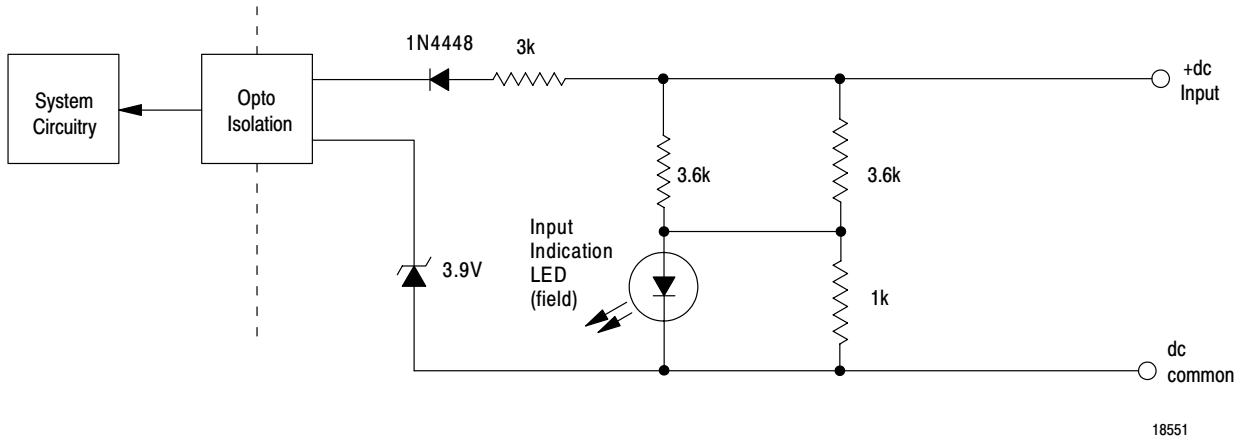 1N4448
3k
+dc
Input
System
Circuitry
Opto
Isolation
3.6k
3.6k
Input
Indication
LED
(field)
3.9V
1k
dc
common
18551